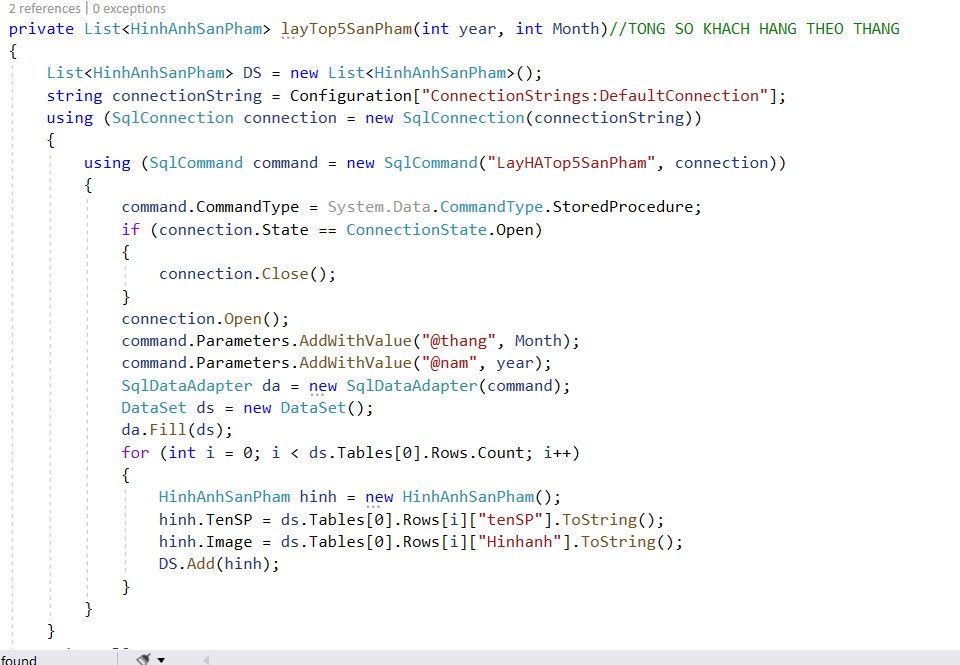 2 references | 0 exceptions
private List<HinhAnhSanPham> layTop5SanPham(int year, int Month)//TONG SO KHACH HANG THEO THANG
{
    List<HinhAnhSanPham> DS = new List<HinhAnhSanPham>();
    string connectionString = Configuration["ConnectionStrings:DefaultConnection"];
    using (SqlConnection connection = new SqlConnection(connectionString))
    {
        using (SqlCommand command = new SqlCommand("LayHATop5SanPham", connection))
        {
            command.CommandType = System.Data.CommandType.StoredProcedure;
            if (connection.State == ConnectionState.Open)
            {
                connection.Close();
            }
            connection.Open();
            command.Parameters.AddWithValue("@thang", Month);
            command.Parameters.AddWithValue("@nam", year);
            SqlDataAdapter da = new SqlDataAdapter(command);
            DataSet ds = new DataSet();
            da.Fill(ds);
            for (int i = 0; i < ds.Tables[0].Rows.Count; i++)
            {
                HinhAnhSanPham hinh = new HinhAnhSanPham();
                hinh.TenSP = ds.Tables[0].Rows[i]["tenSP"].ToString();
                hinh.Image = ds.Tables[0].Rows[i]["Hinhanh"].ToString();
                DS.Add(hinh);
            }
        }
    }
found